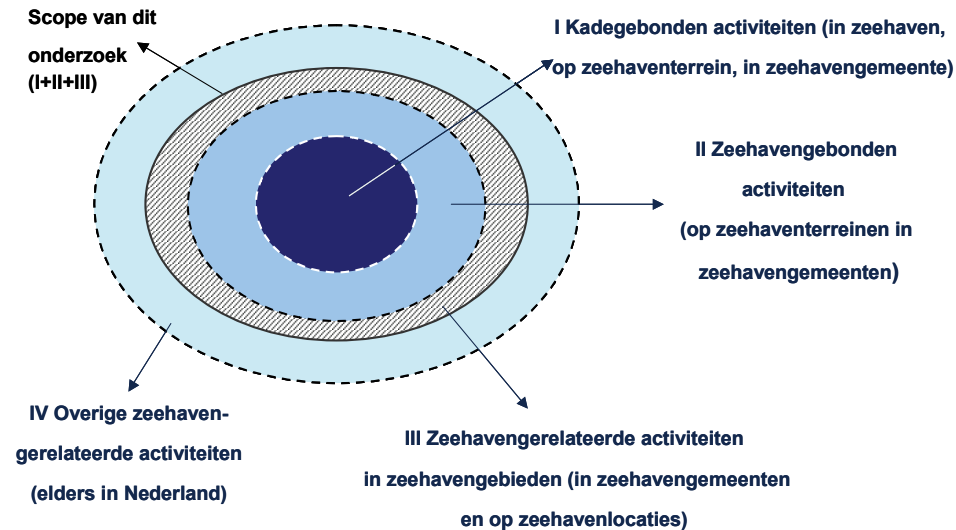 Scope van dit
onderzoek
(I+II+III)
I Kadegebonden activiteiten (in zeehaven,
op zeehaventerrein, in zeehavengemeente)
II Zeehavengebonden
activiteiten
(op zeehaventerreinen in
zeehavengemeenten)
IV Overige zeehaven-
gerelateerde activiteiten
(elders in Nederland)
III Zeehavengerelateerde activiteiten
in zeehavengebieden (in zeehavengemeenten
en op zeehavenlocaties)